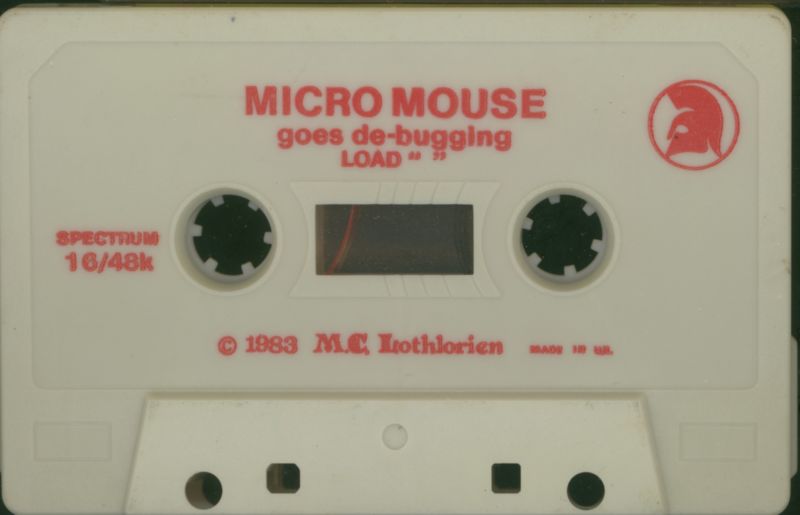 MICRO MOUSE
goes de-bugging
LOAD “ ”
SPECTRUM
16/48k
© 1983 M.C. Lothlorien MADE IN UK.